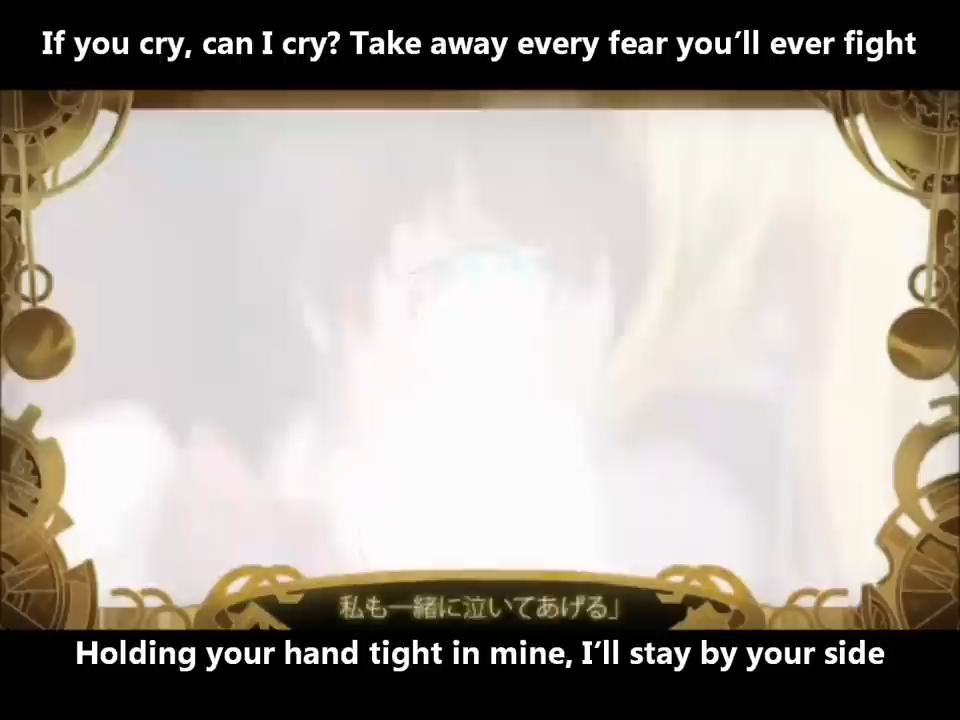 If you cry, can I cry? Take away every fear you’ll ever fight
私も一緒に泣いてあげる」
Holding your hand tight in mine, I’ll stay by your side